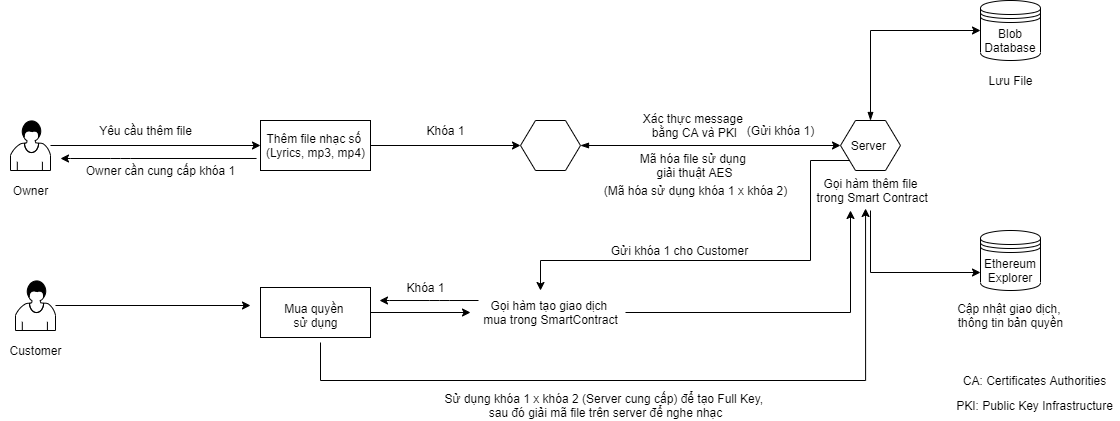 Blob
Database
Lưu File
Yêu cầu thêm file
Owner cần cung cấp khóa 1
Owner
Thêm file nhạc số
(Lyrics, mp3, mp4)
Khóa 1
Xác thực message
bằng CA và PKI
(Gửi khóa 1)
Mã hóa file sử dụng
giải thuật AES
(Mã hóa sử dụng khóa 1 x khóa 2)
Server
Gọi hàm thêm file
trong Smart Contract
Gửi khóa 1 cho Customer
Ethereum
Explorer
Cập nhật giao dịch,
thông tin bản quyền
Customer
Mua quyền
sử dụng
Khóa 1
Gọi hàm tạo giao dịch
mua trong SmartContract
Sử dụng khóa 1 x khóa 2 (Server cung cấp) để tạo Full Key,
sau đó giải mã file trên server để nghe nhạc
CA: Certificates Authorities
PKI: Public Key Infrastructure